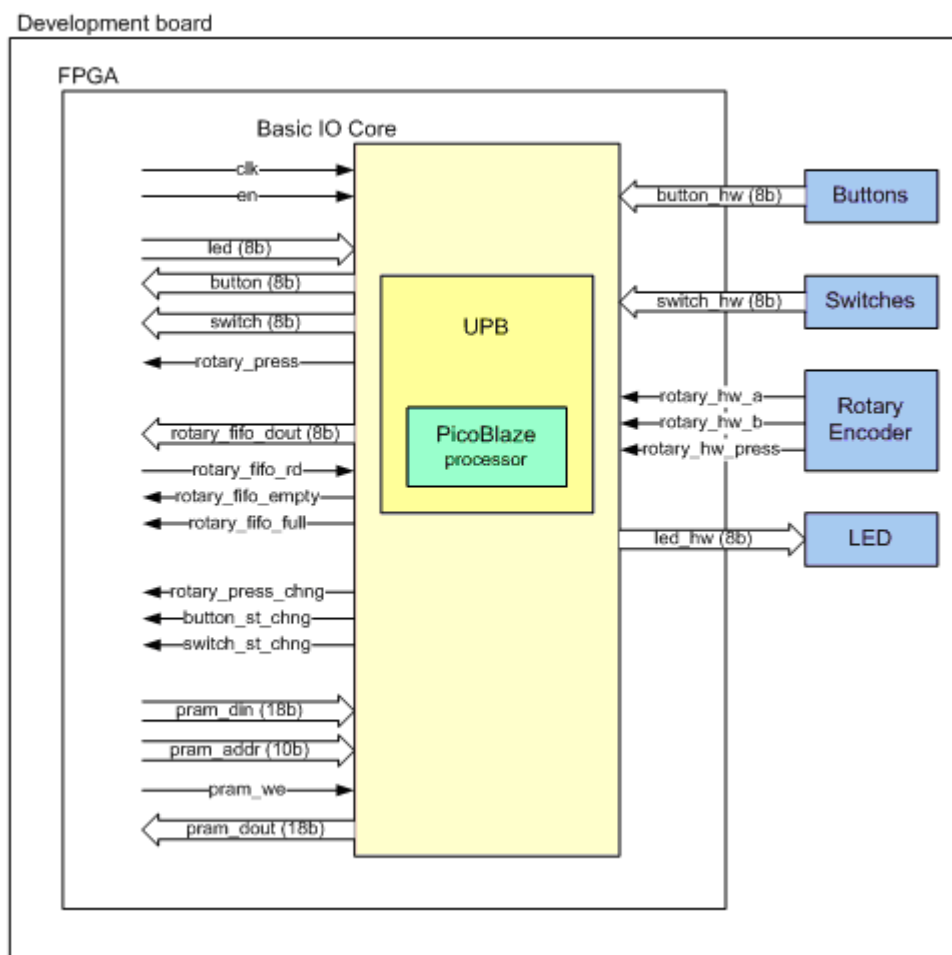 Development board
FPGA
Basic IO Core
clk
en
led (8b)
button (8b)
switch (8b)
rotary_press
rotary_fifo_dout (8b)
rotary_fifo_rd
rotary_fifo_empty
rotary_fifo_full
rotary_press_chng
button_st_chng
switch_st_chng
pram_din (18b)
pram_addr (10b)
pram_we
pram_dout (18b)
UPB
PicoBlaze
processor
button_hw (8b)
Buttons
switch_hw (8b)
Switches
rotary_hw_a
rotary_hw_b
rotary_hw_press
Rotary
Encoder
led_hw (8b)
LED